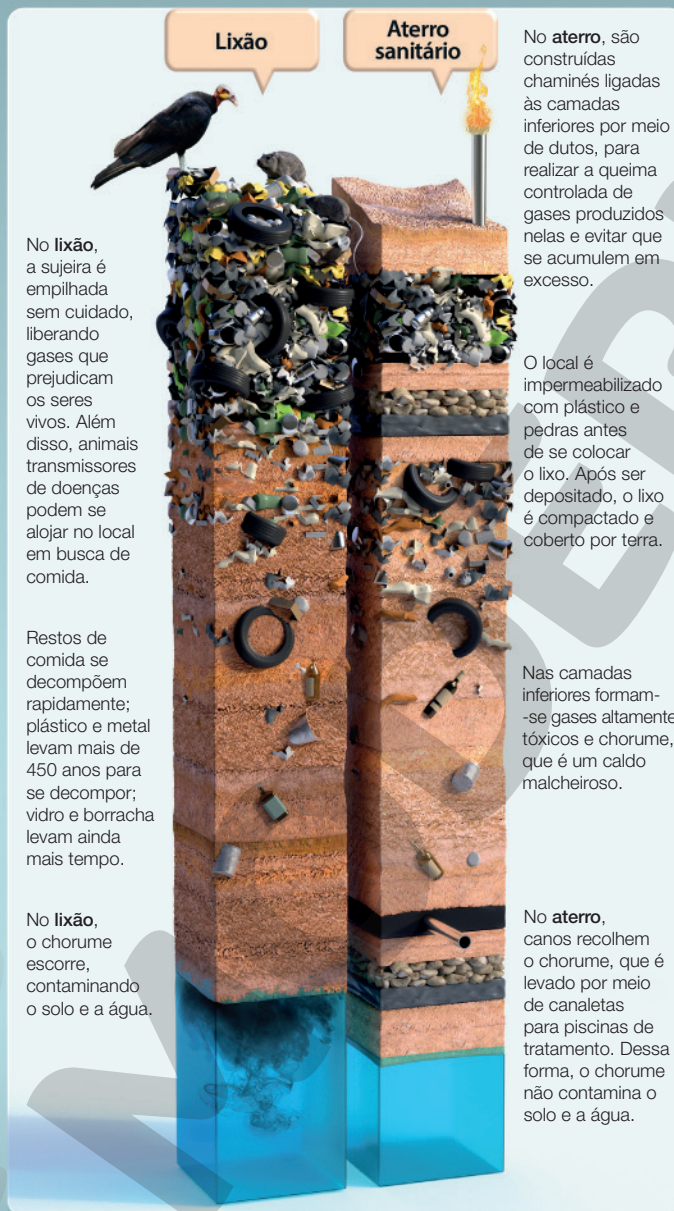 Lixão
Aterro
sanitário
No lixão,
a sujeira é
empilhada
sem cuidado,
liberando
gases que
prejudicam
os seres
vivos. Além
disso, animais
transmissores
de doenças
podem se
alojar no local
em busca de
comida.
Restos de
comida se
decompõem
rapidamente;
plástico e metal
levam mais de
450 anos para
se decompor;
vidro e borracha
levam ainda
mais tempo.
No lixão,
o chorume
escorre,
contaminando
o solo e a água.
No aterro, são
construídas
chaminés ligadas
às camadas
inferiores por meio
de dutos, para
realizar a queima
controlada de
gases produzidos
nelas e evitar que
se acumulem em
excesso.
O local é
impermeabilizado
com plástico e
pedras antes
de se colocar
o lixo. Após ser
depositado, o lixo
é compactado e
coberto por terra.
Nas camadas
inferiores formam-
-se gases altamente
tóxicos e chorume,
que é um caldo
malcheiroso.
No aterro,
canos recolhem
o chorume, que é
levado por meio
de canaletas
para piscinas de
tratamento. Dessa
forma, o chorume
não contamina o
solo e a água.